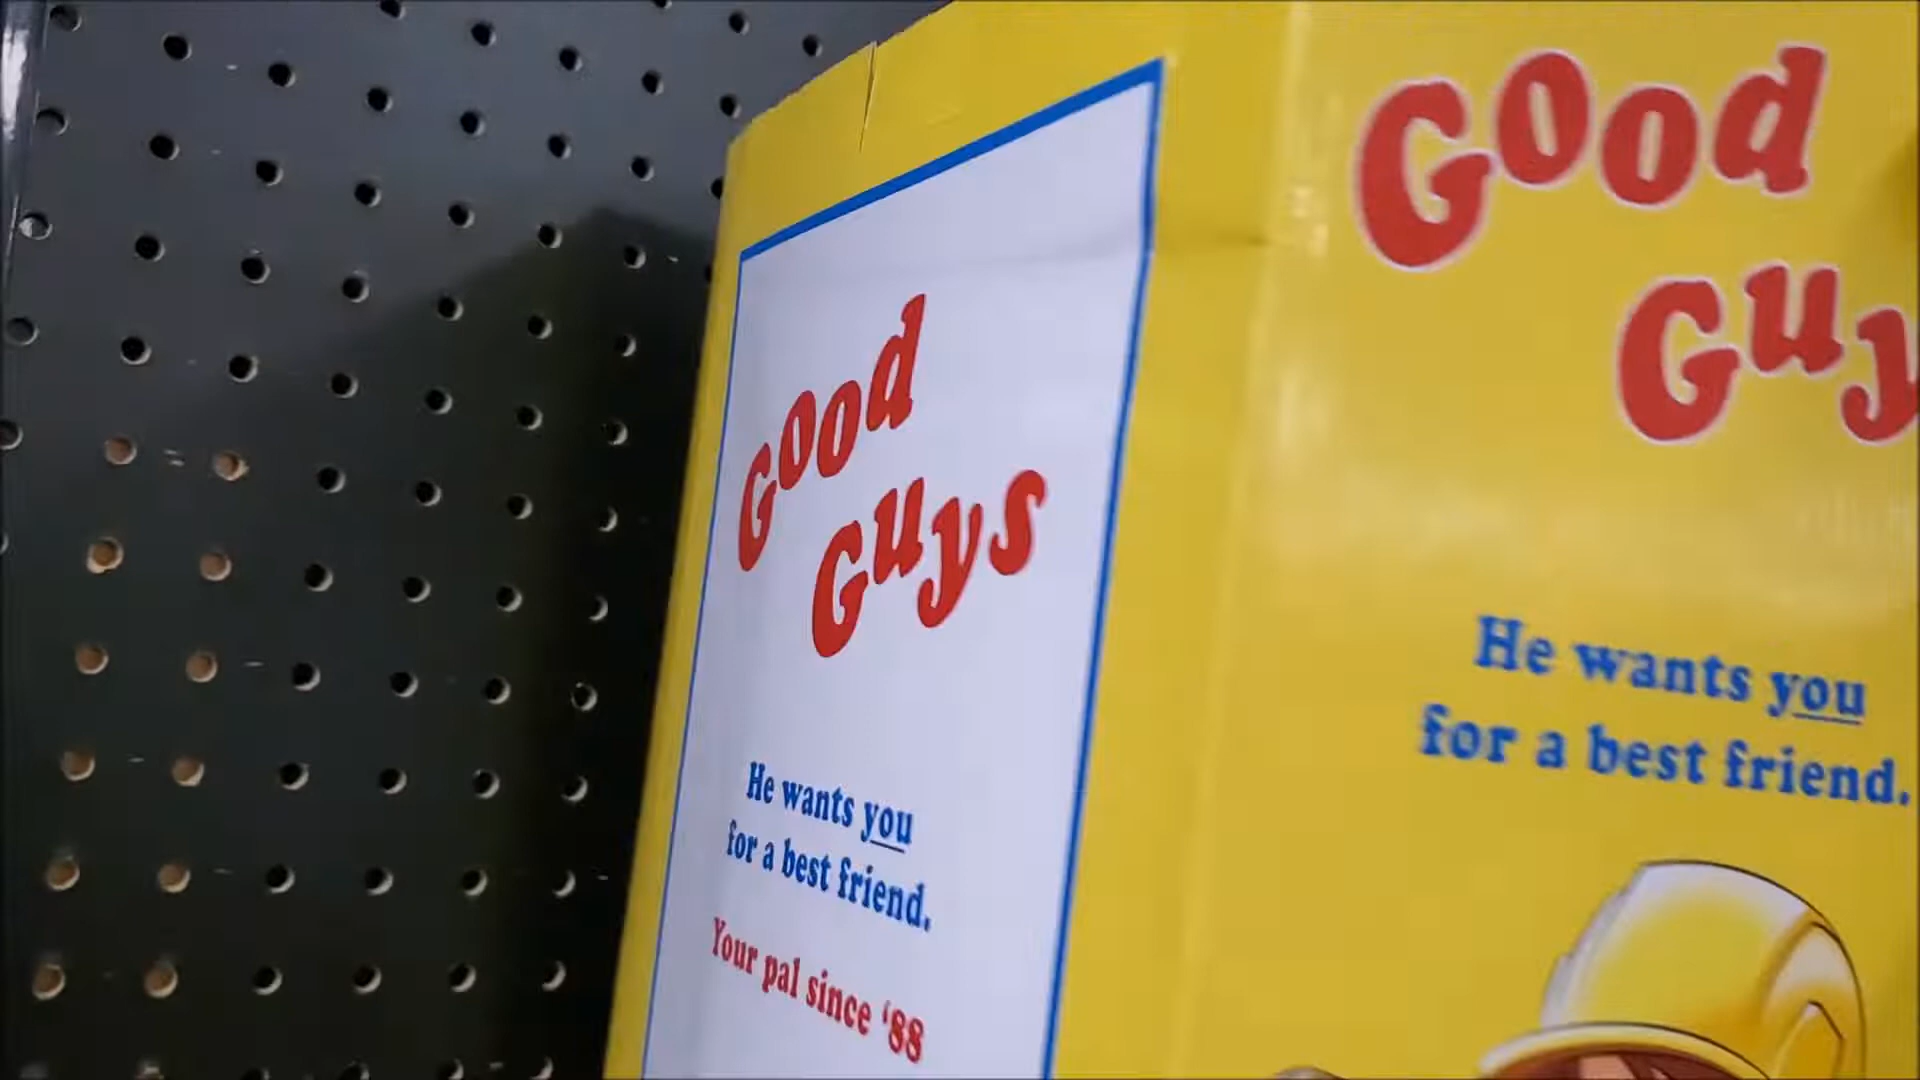 Good
Guys
He wants you
for a best friend.
Your pal since ‘88
Good
Guy
He wants you
for a best friend.